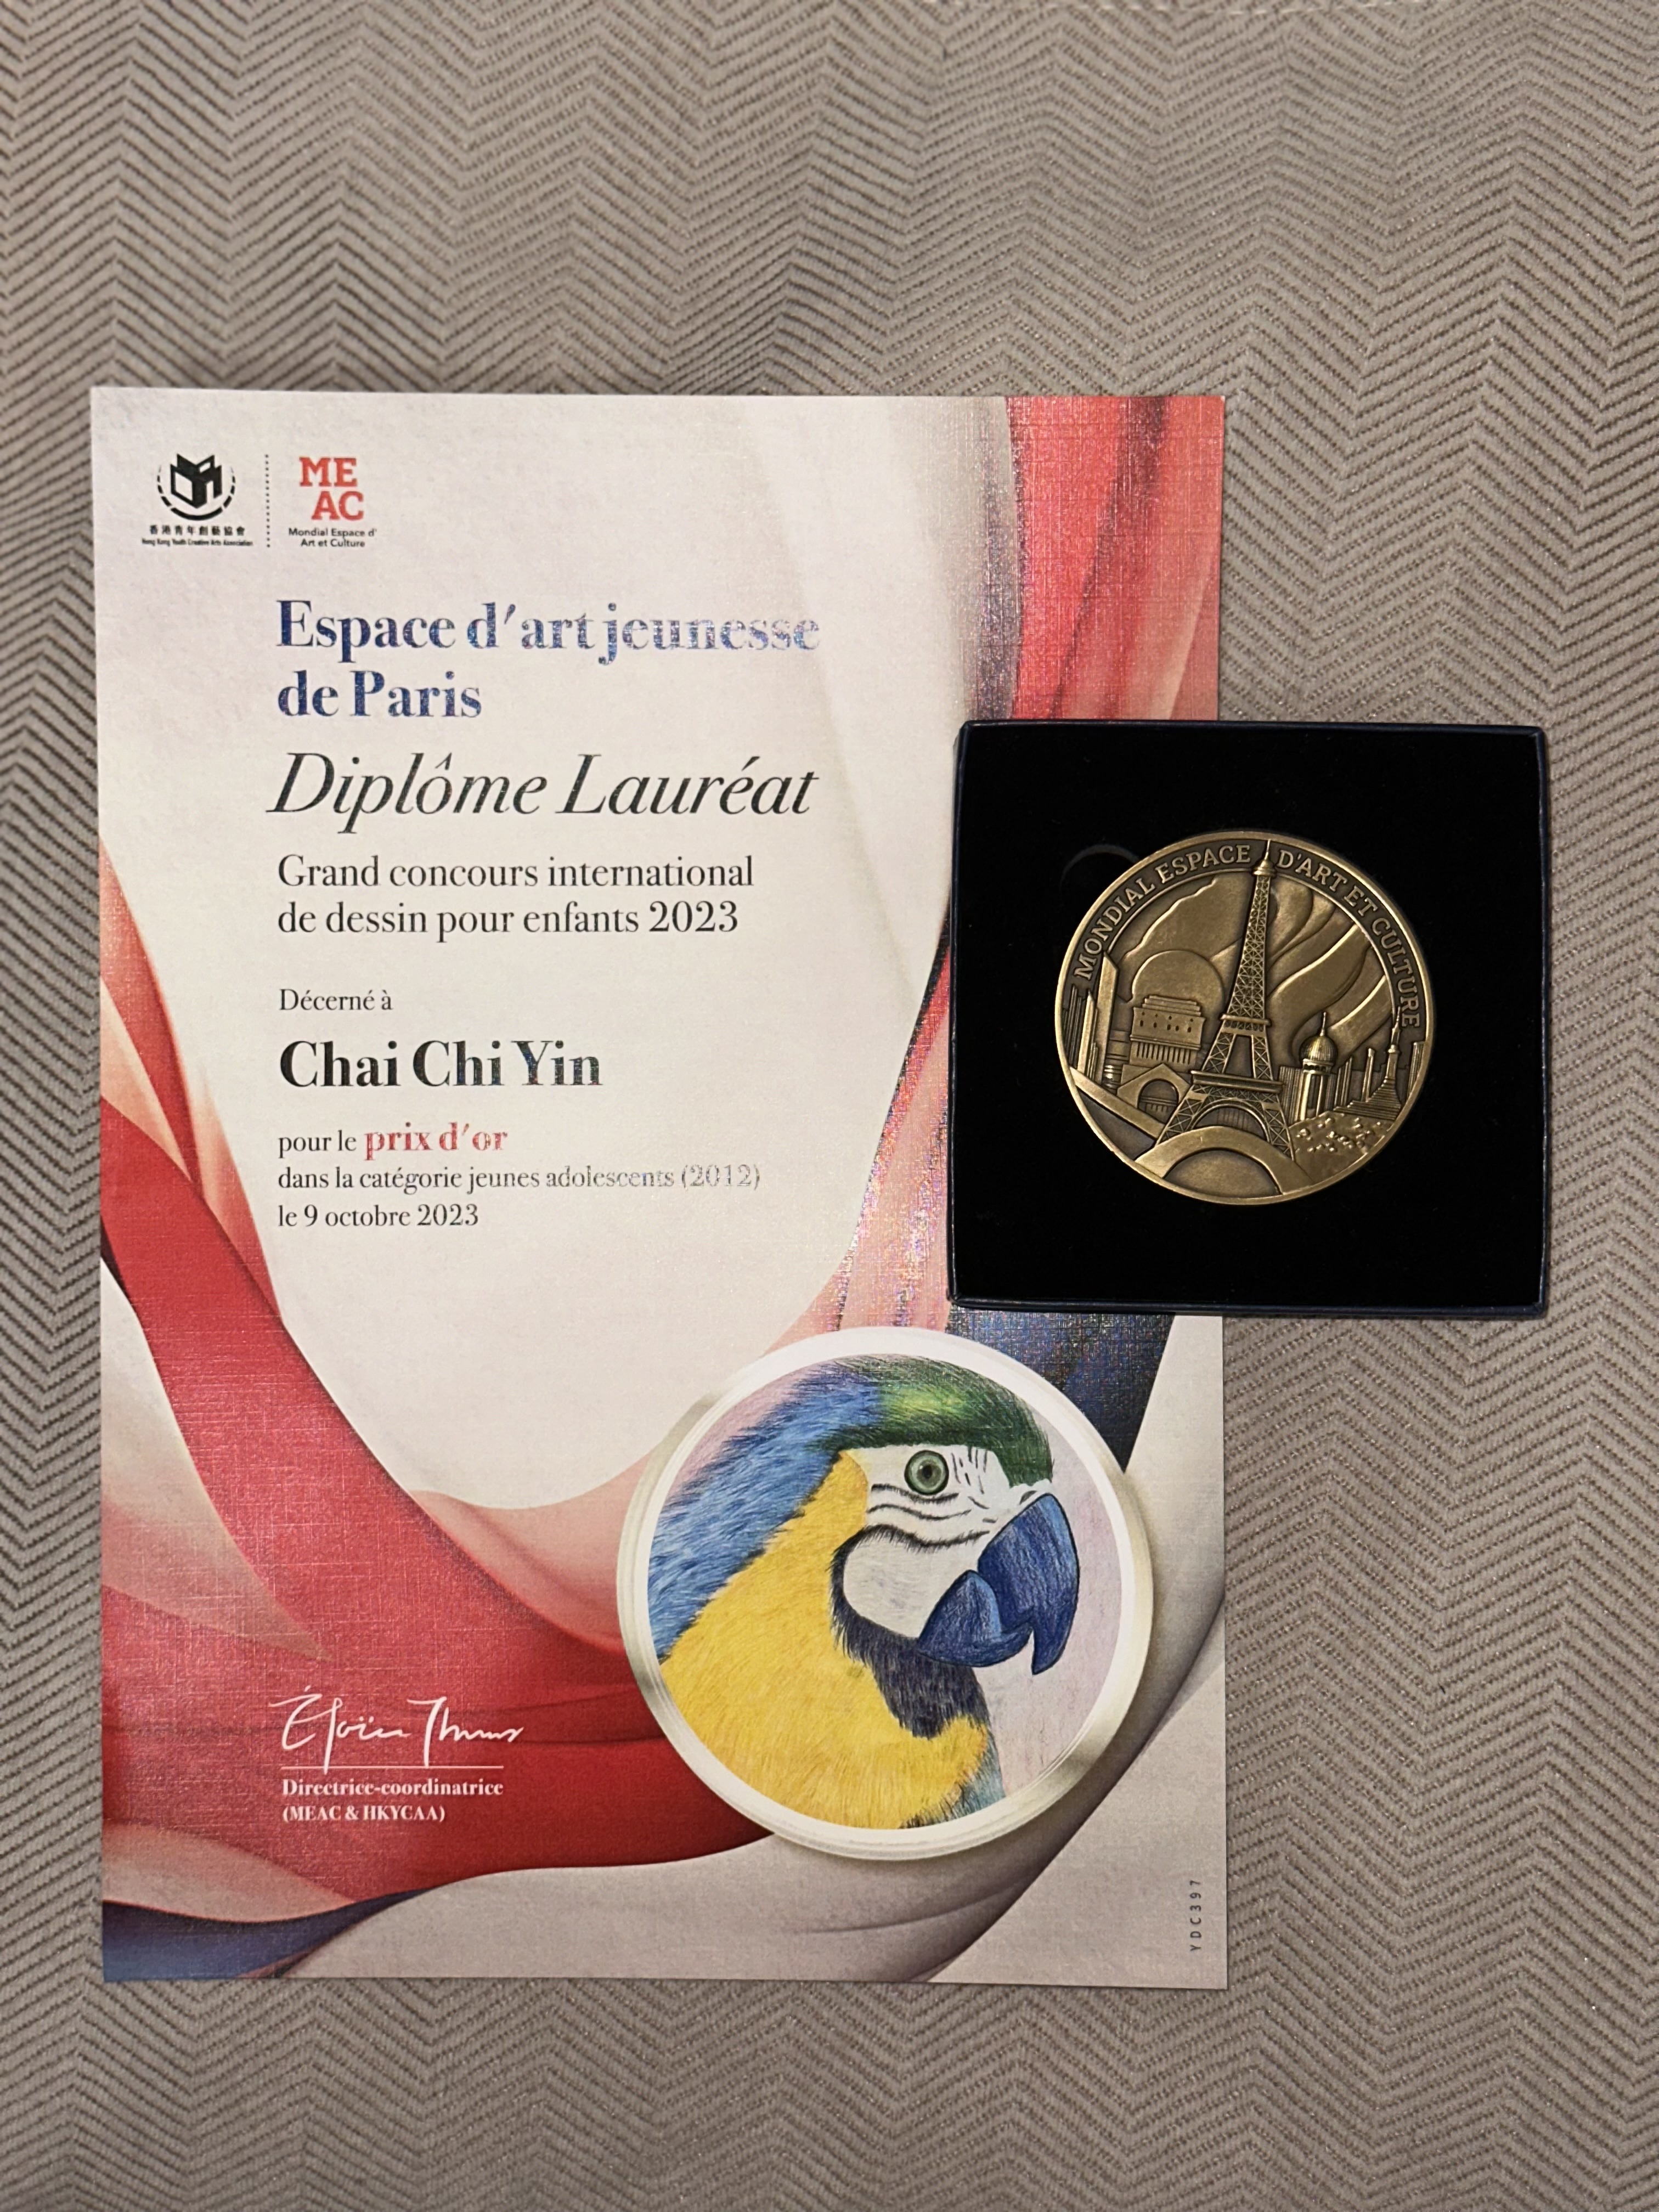 香港青年創藝協會
Hong Kong Youth Creative Arts Association
ME
AC
Mondial Espace d'
Art et Culture
Espace d'art jeunesse
de Paris
Diplôme Lauréat
Grand concours international
de dessin pour enfants 2023
Décerné à
Chai Chi Yin
pour le prix d'or
dans la catégorie jeunes adolescents (2012)
le 9 octobre 2023
MONDIAL ESPACE D'ART ET CULTURE
Directrice-coordinatrice
(MEAC & HKYCAA)
YDC397